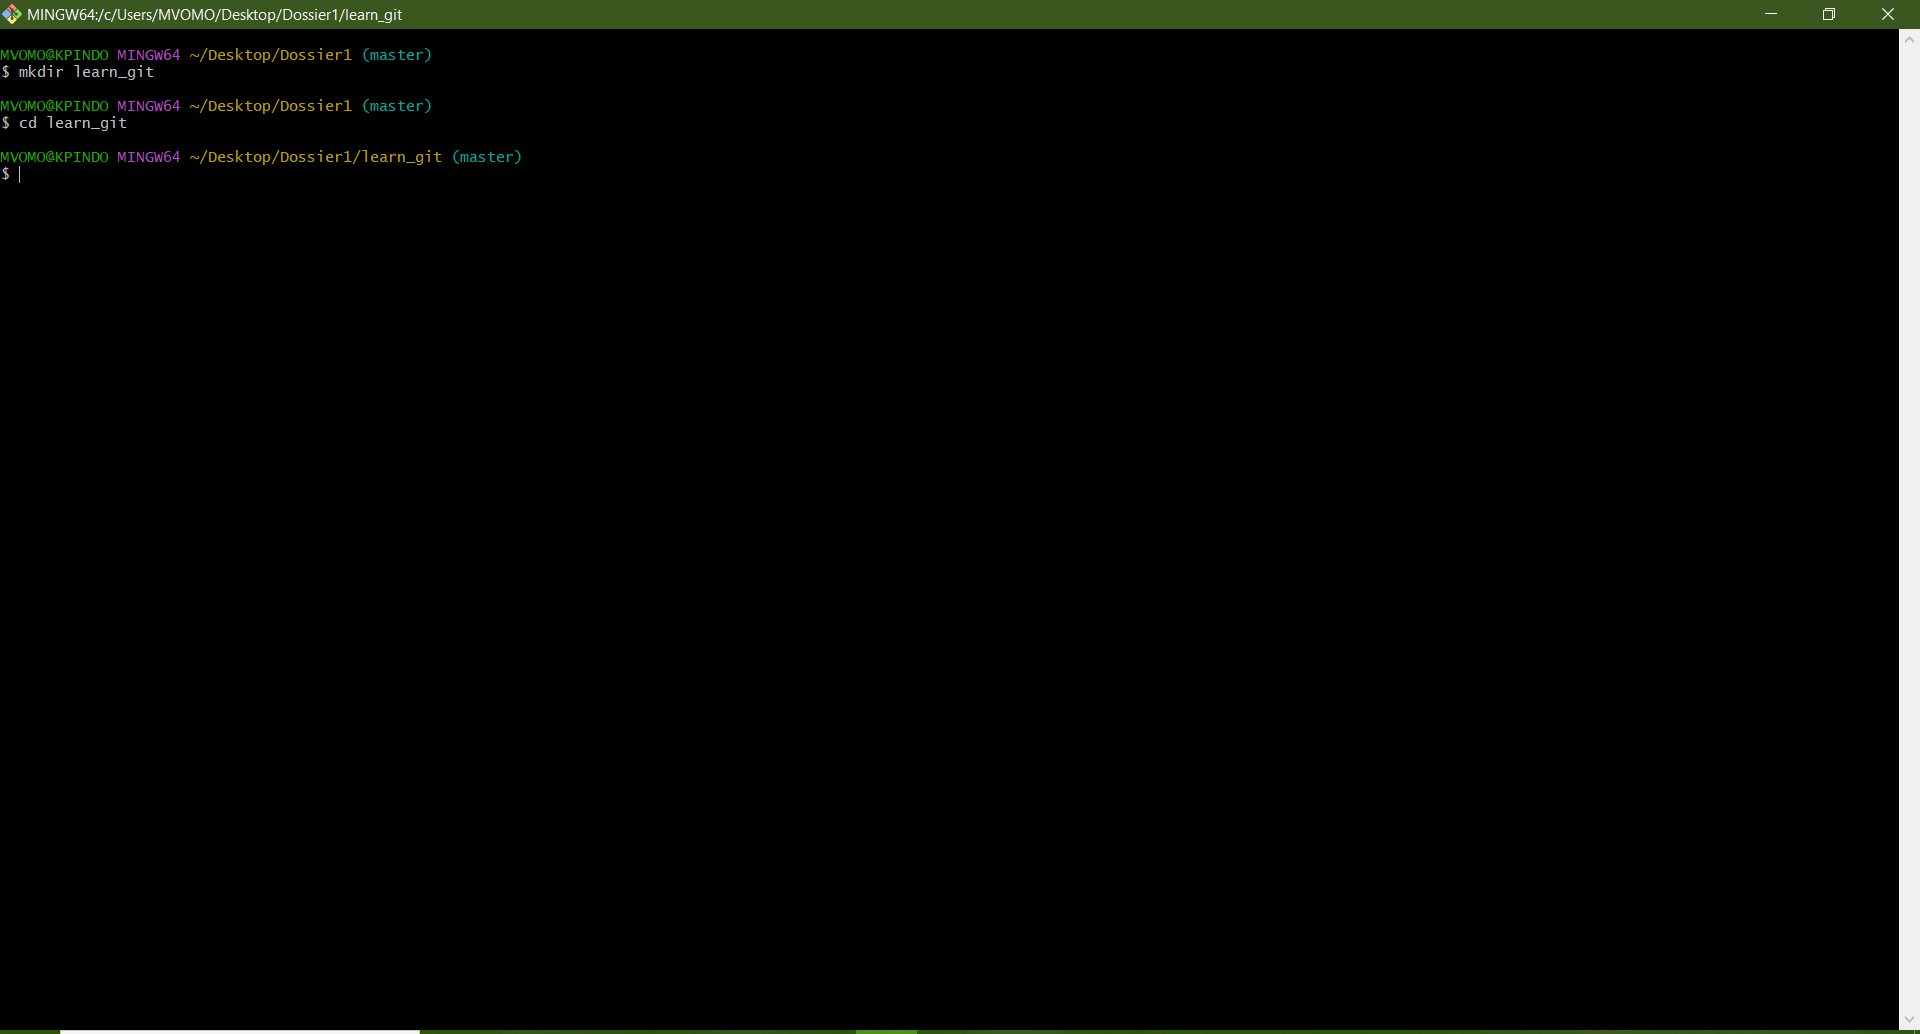 MINGW64:/c/Users/MVOMO/Desktop/Dossier1/learn_git
MVOMO@KPINDO MINGW64 ~/Desktop/Dossier1 (master)
$ mkdir learn_git
MVOMO@KPINDO MINGW64 ~/Desktop/Dossier1 (master)
$ cd learn_git
MVOMO@KPINDO MINGW64 ~/Desktop/Dossier1/learn_git (master)
$